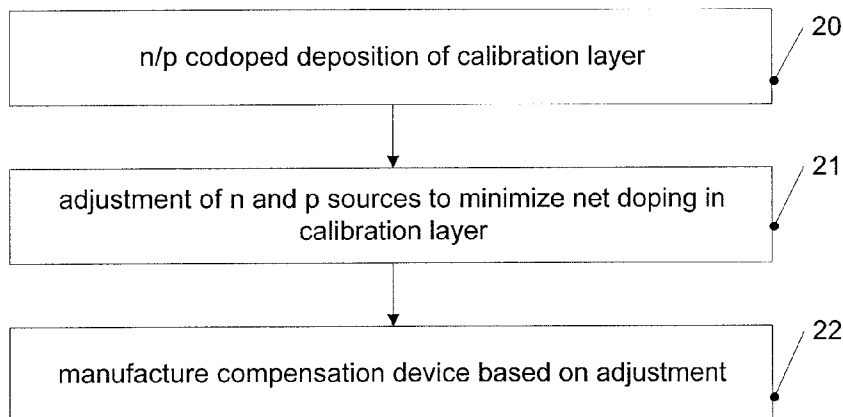 20
n/p codoped deposition of calibration layer
21
adjustment of n and p sources to minimize net doping in
calibration layer
22
manufacture compensation device based on adjustment